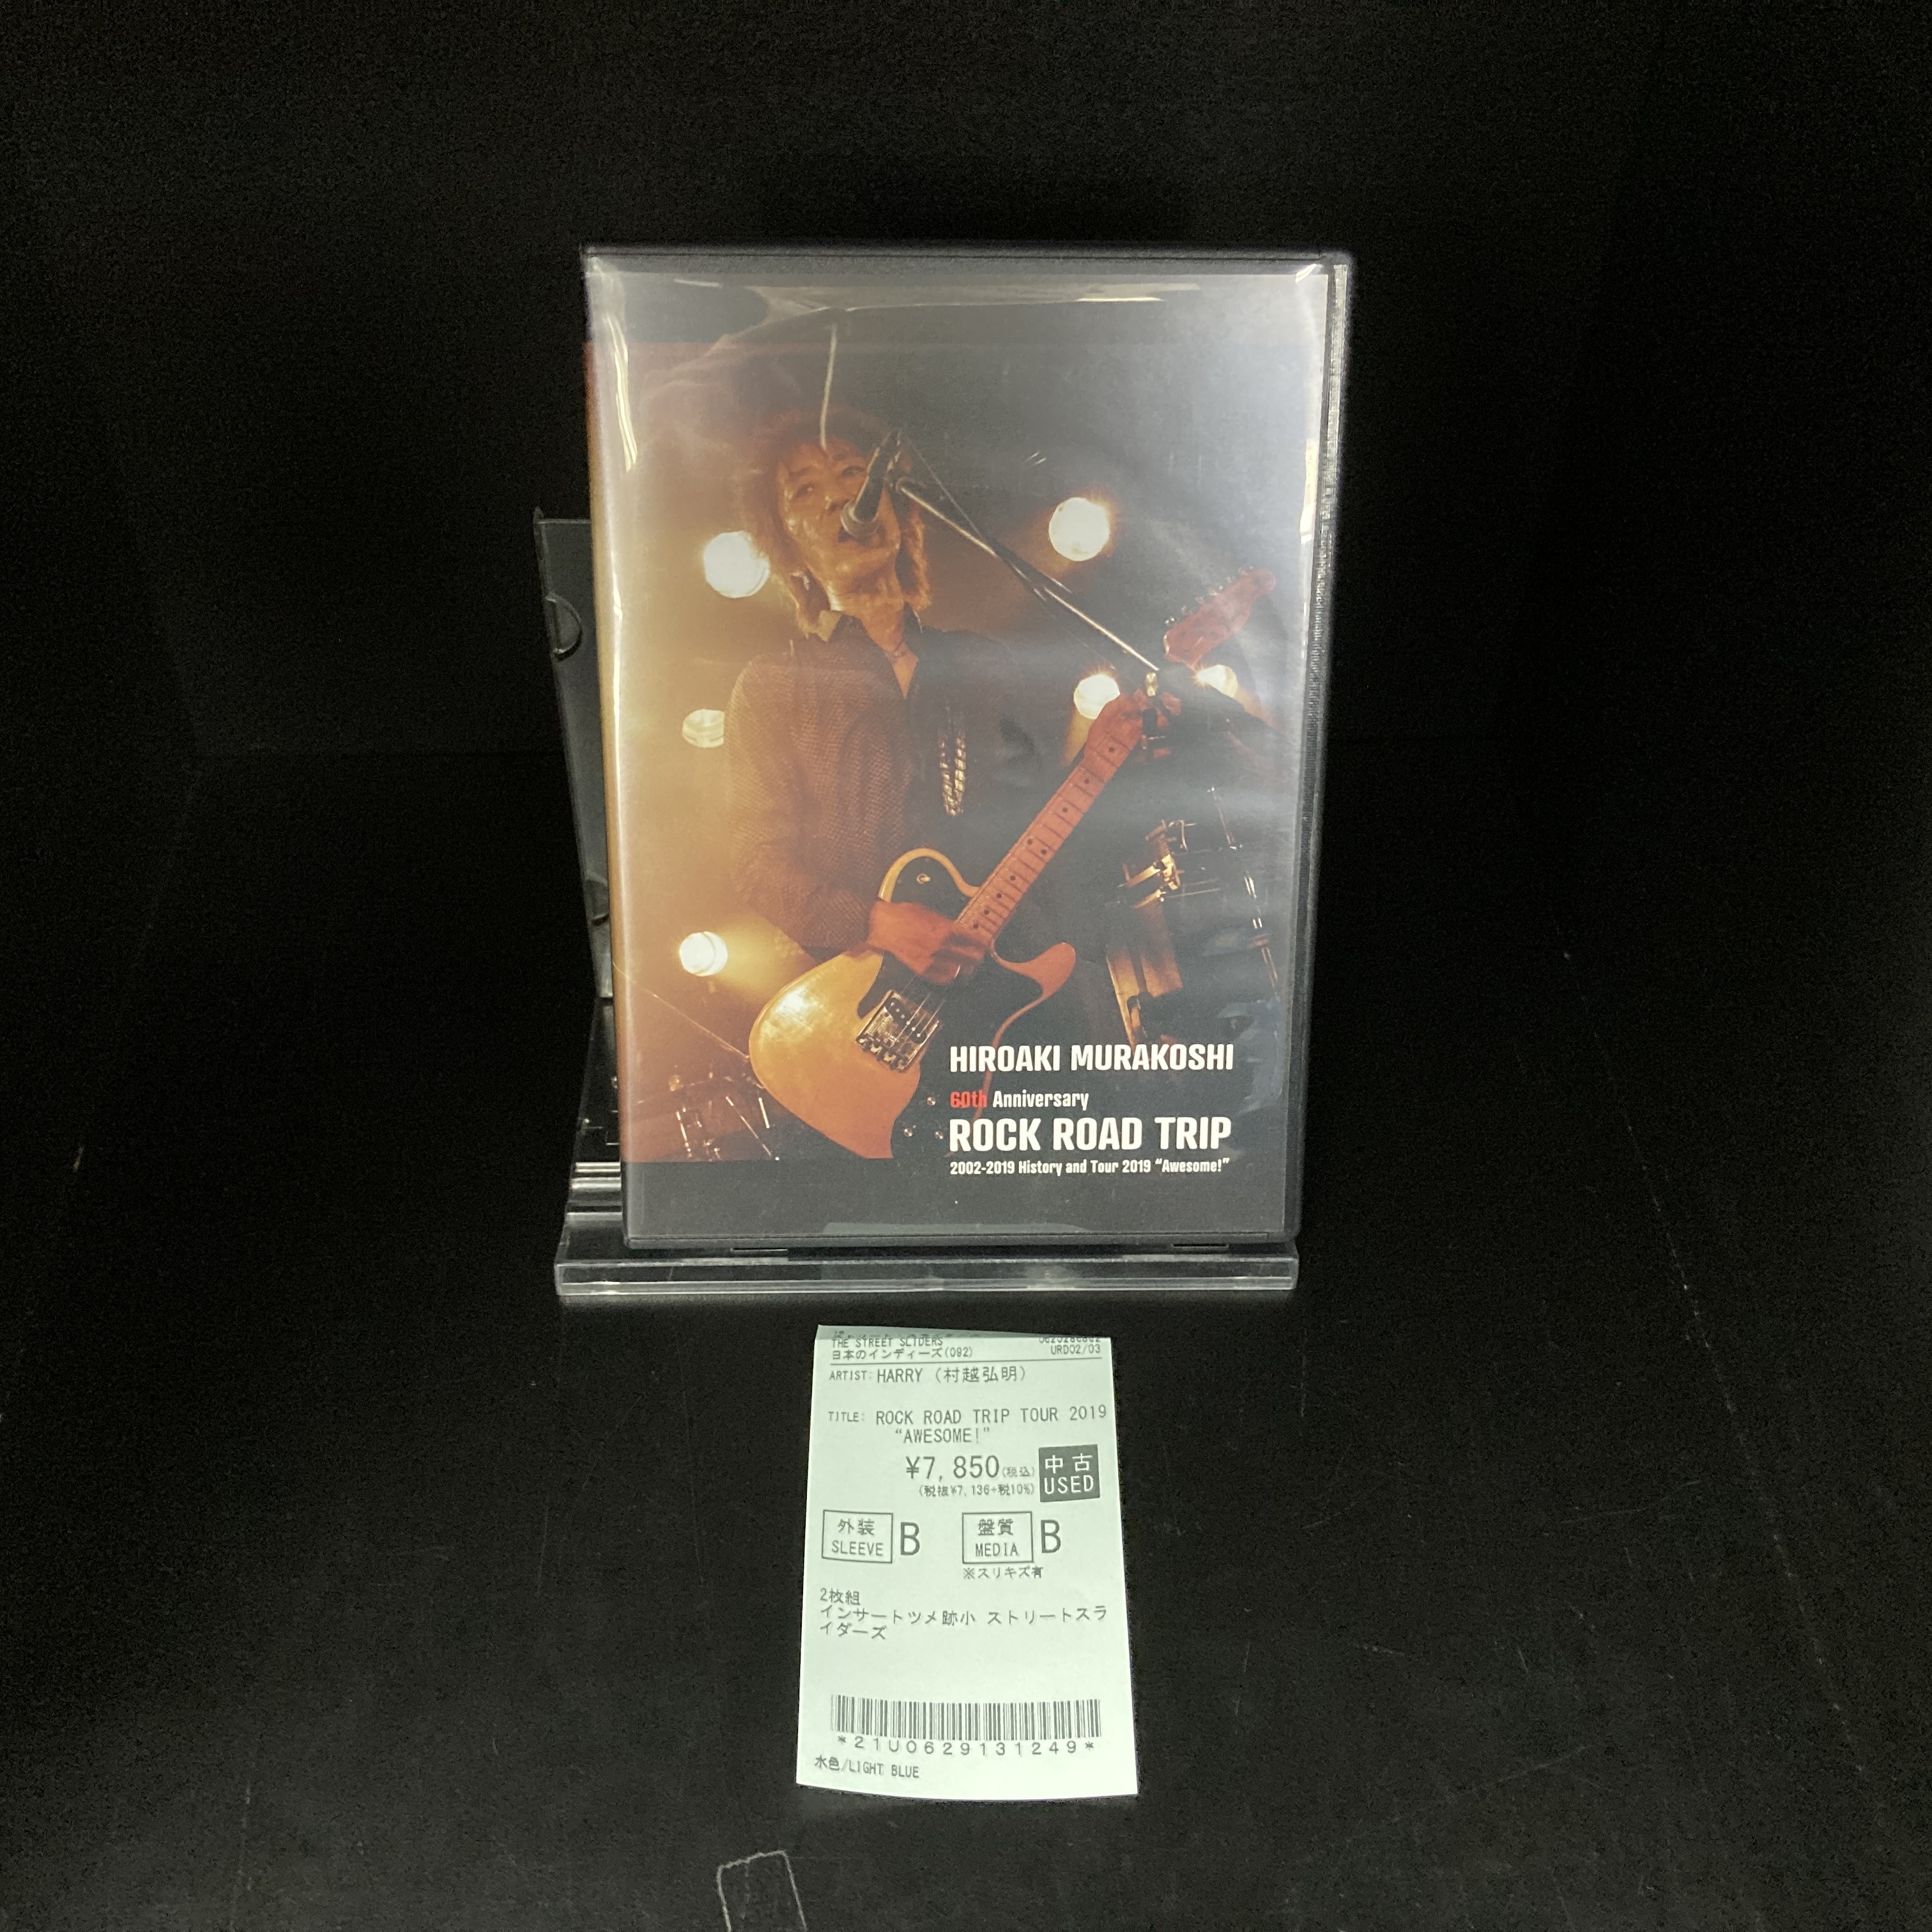 HIROAKI MURAKOSHI
60th Anniversary
ROCK ROAD TRIP
2002-2019 History and Tour 2019 “Awesome!”
THE STREET SLIDERS
日本のインディーズ(092) URD02/03
ARTIST: HARRY (村越弘明)
TITLE: ROCK ROAD TRIP TOUR 2019
“AWESOME!”
¥7,850(税込) 中古
(税抜¥7,136+税10%) USED
外装 B 盤質 B
SLEEVE MEDIA
※スリキズ有
2枚組
インサートツメ跡小 ストリートスラ
イダーズ
*21U0629131249*
水色/LIGHT BLUE